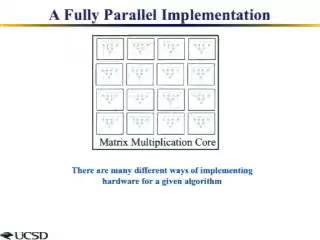 A Fully Parallel Implementation
Matrix Multiplication Core
There are many different ways of implementing
hardware for a given algorithm
UCSD